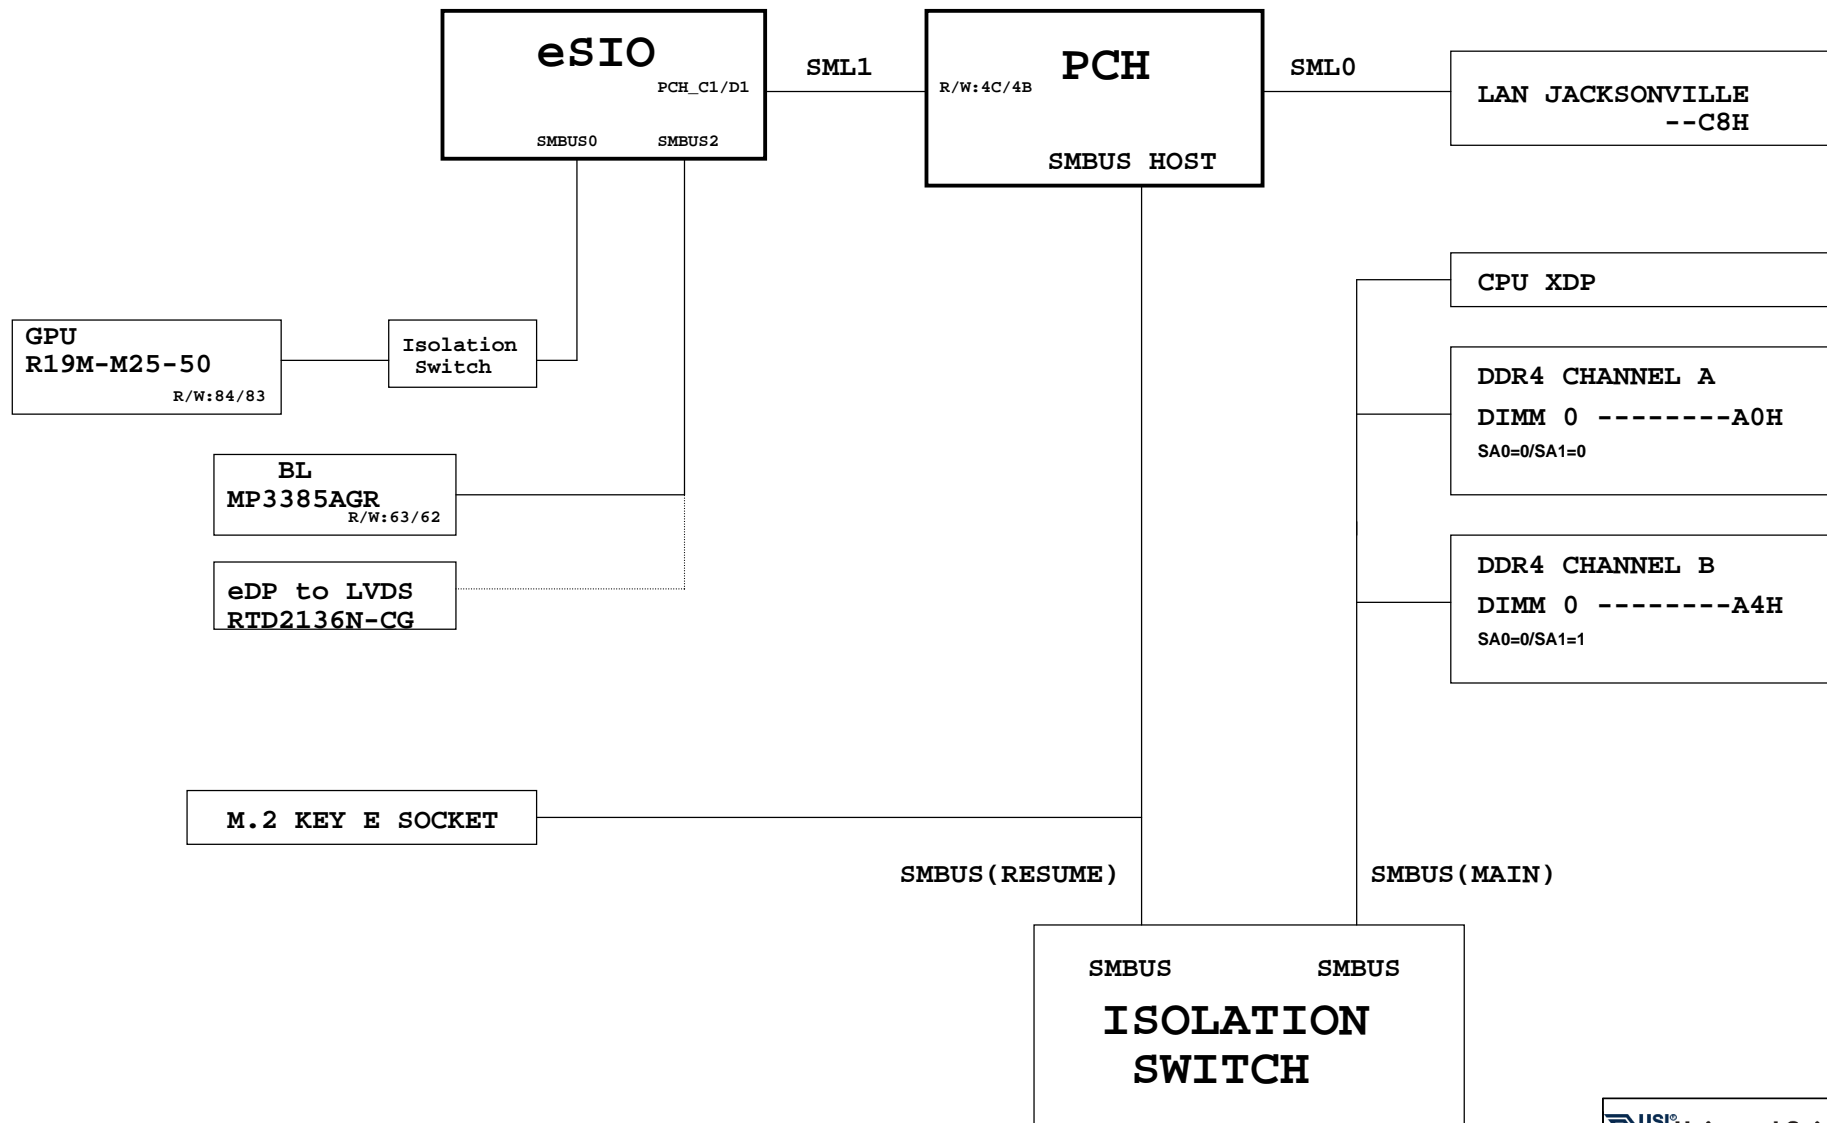 eSIO
PCH_C1/D1
SMBUS0 SMBUS2
SML1
R/W:4C/4B
PCH
SMBUS HOST
SML0
LAN JACKSONVILLE
--C8H
CPU XDP
GPU
R19M-M25-50
R/W:84/83
Isolation
Switch
DDR4 CHANNEL A
DIMM 0 --------A0H
SA0=0/SA1=0
BL
MP3385AGR
R/W:63/62
eDP to LVDS
RTD2136N-CG
DDR4 CHANNEL B
DIMM 0 --------A4H
SA0=0/SA1=1
M.2 KEY E SOCKET
SMBUS(RESUME)
SMBUS(MAIN)
SMBUS SMBUS
ISOLATION
SWITCH
USI®